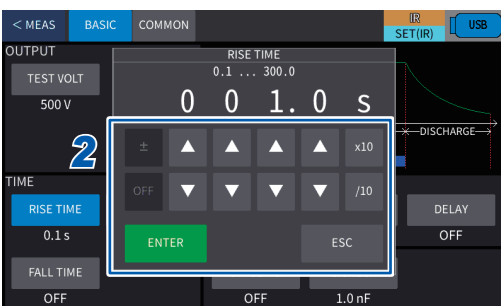 < MEAS BASIC COMMON IR SET(IR) USB
OUTPUT
TEST VOLT
500 V
RISE TIME
0.1 ... 300.0
0 0 1. 0 s
± x10
OFF /10
ENTER ESC
2
DISCHARGE
TIME
RISE TIME
0.1 s
DELAY
OFF
FALL TIME
OFF
OFF
1.0 nF